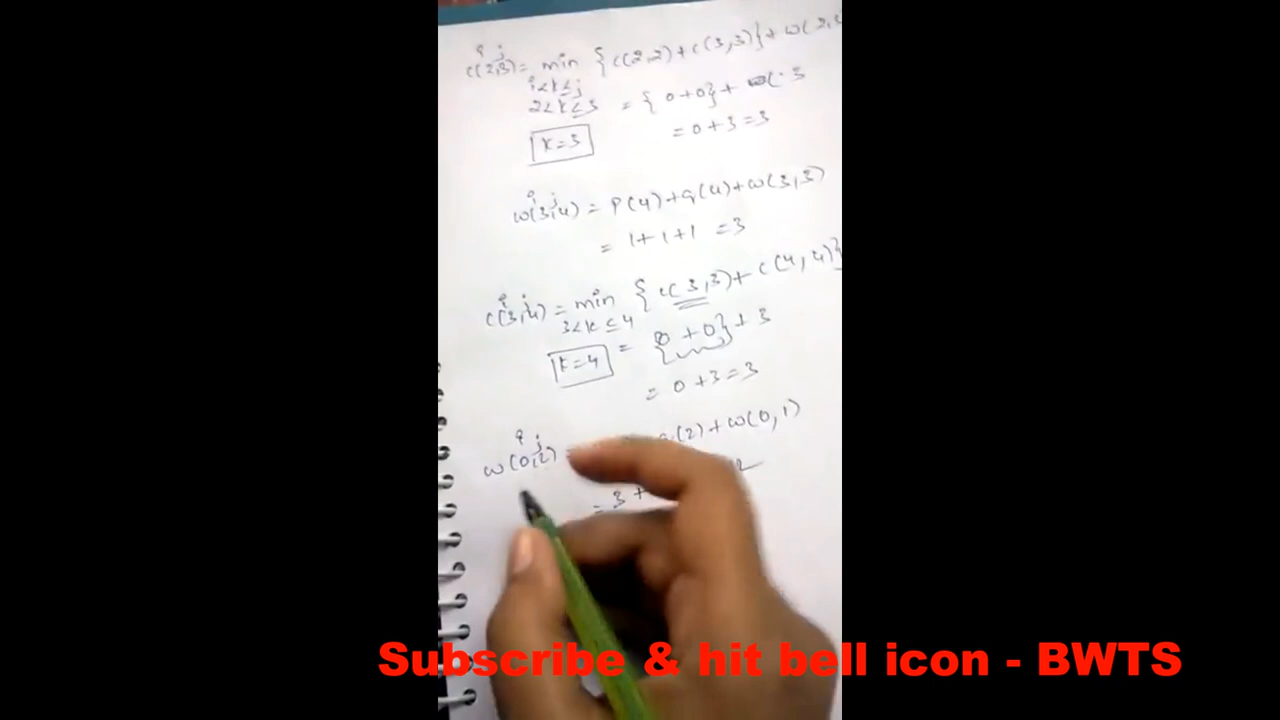 i j
c(2,3) = min {c(2,2) + c(3,3)} + w(2,
i<k≤j
2<k≤3 = {0+0} + 3
k=3 = 0+3=3
i j
w(3,4) = P(4)+q(4)+w(3,3)
= 1+1+1 = 3
i j
c(3,4) = min {c(3,3)+c(4,4)}
3<k≤4
k=4 = {0+0} + 3
= 0+3=3
i j
w(0,2) = (2)+w(0,1)
= 3+
Subscribe & hit bell icon - BWTS